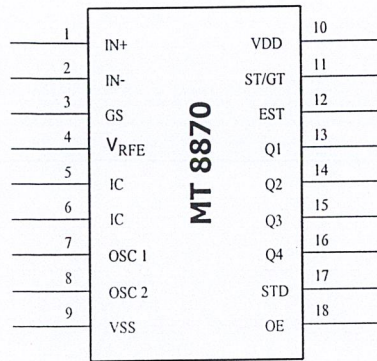 1 IN+ VDD 10
2 IN- ST/GT 11
3 GS EST 12
4 VRFE Q1 13
5 IC Q2 14
6 IC Q3 15
7 OSC 1 Q4 16
8 OSC 2 STD 17
9 VSS OE 18
MT 8870